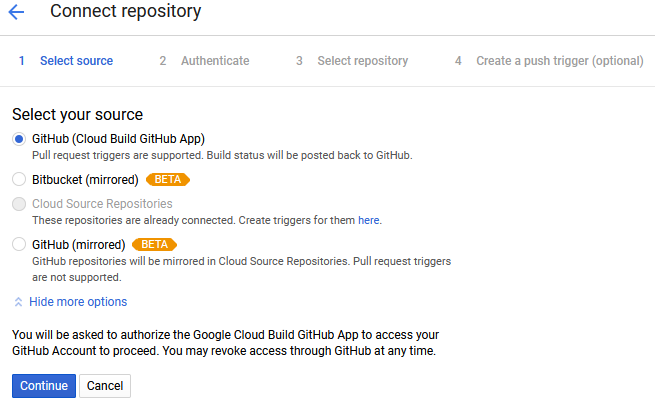 Connect repository
1 Select source 2 Authenticate 3 Select repository 4 Create a push trigger (optional)
Select your source
GitHub (Cloud Build GitHub App)
Pull request triggers are supported. Build status will be posted back to GitHub.
Bitbucket (mirrored) BETA
Cloud Source Repositories
These repositories are already connected. Create triggers for them here.
GitHub (mirrored) BETA
GitHub repositories will be mirrored in Cloud Source Repositories. Pull request triggers
are not supported.
Hide more options
You will be asked to authorize the Google Cloud Build GitHub App to access your
GitHub Account to proceed. You may revoke access through GitHub at any time.
Continue Cancel